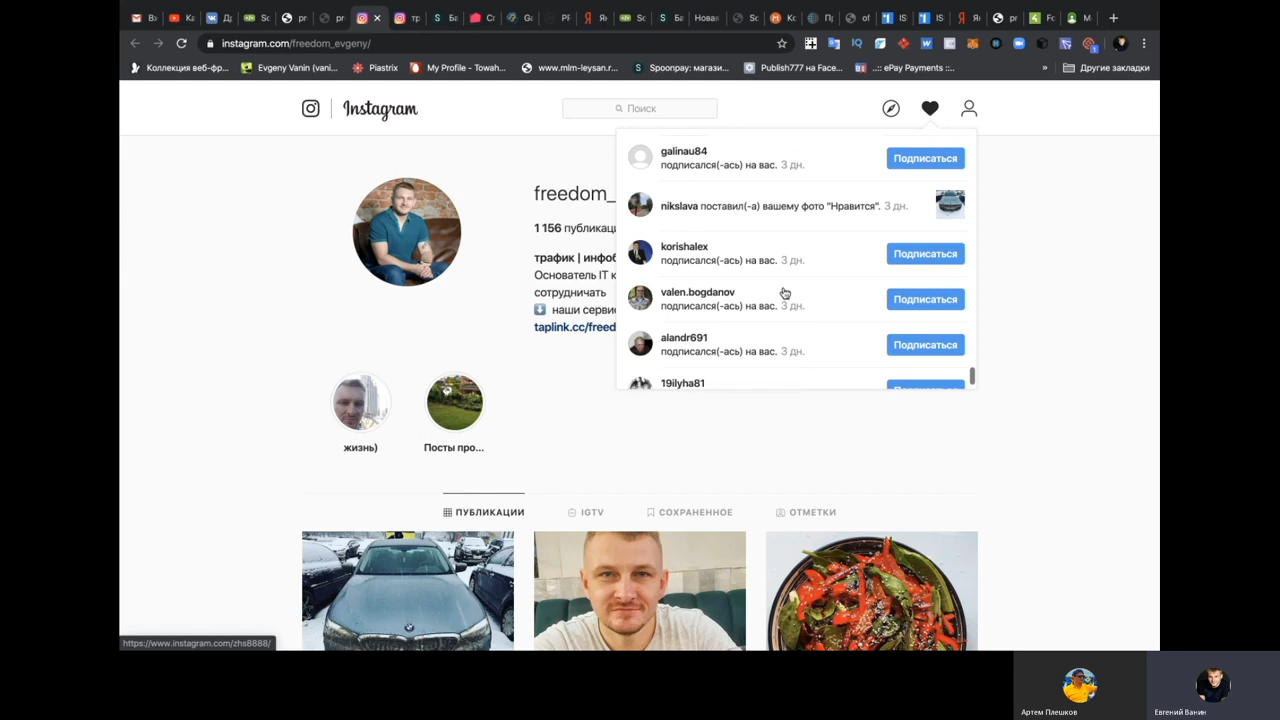 instagram.com/freedom_evgeny/
Коллекция веб-фр...
Evgeny Vanin (vani...
Piastrix
My Profile - Towah...
www.mlm-leysan.r...
Spoonpay: магази...
Publish777 на Face...
..:: ePay Payments ::..
»
Другие закладки
Instagram
Поиск
freedom_
1 156 публикаци
трафик | инфоб
Основатель IT к
сотрудничать
наши сервис
taplink.cc/freed
galinau84
подписался(-ась) на вас. 3 дн.
Подписаться
nikslava поставил(-а) вашему фото "Нравится". 3 дн.
korishalex
подписался(-ась) на вас. 3 дн.
Подписаться
valen.bogdanov
подписался(-ась) на вас. 3 дн.
Подписаться
alandr691
подписался(-ась) на вас. 3 дн.
Подписаться
19ilyha81
жизнь)
Посты про...
ПУБЛИКАЦИИ
IGTV
СОХРАНЕННОЕ
ОТМЕТКИ
https://www.instagram.com/zhs8888/
Артем Плешков
Евгений Ванин